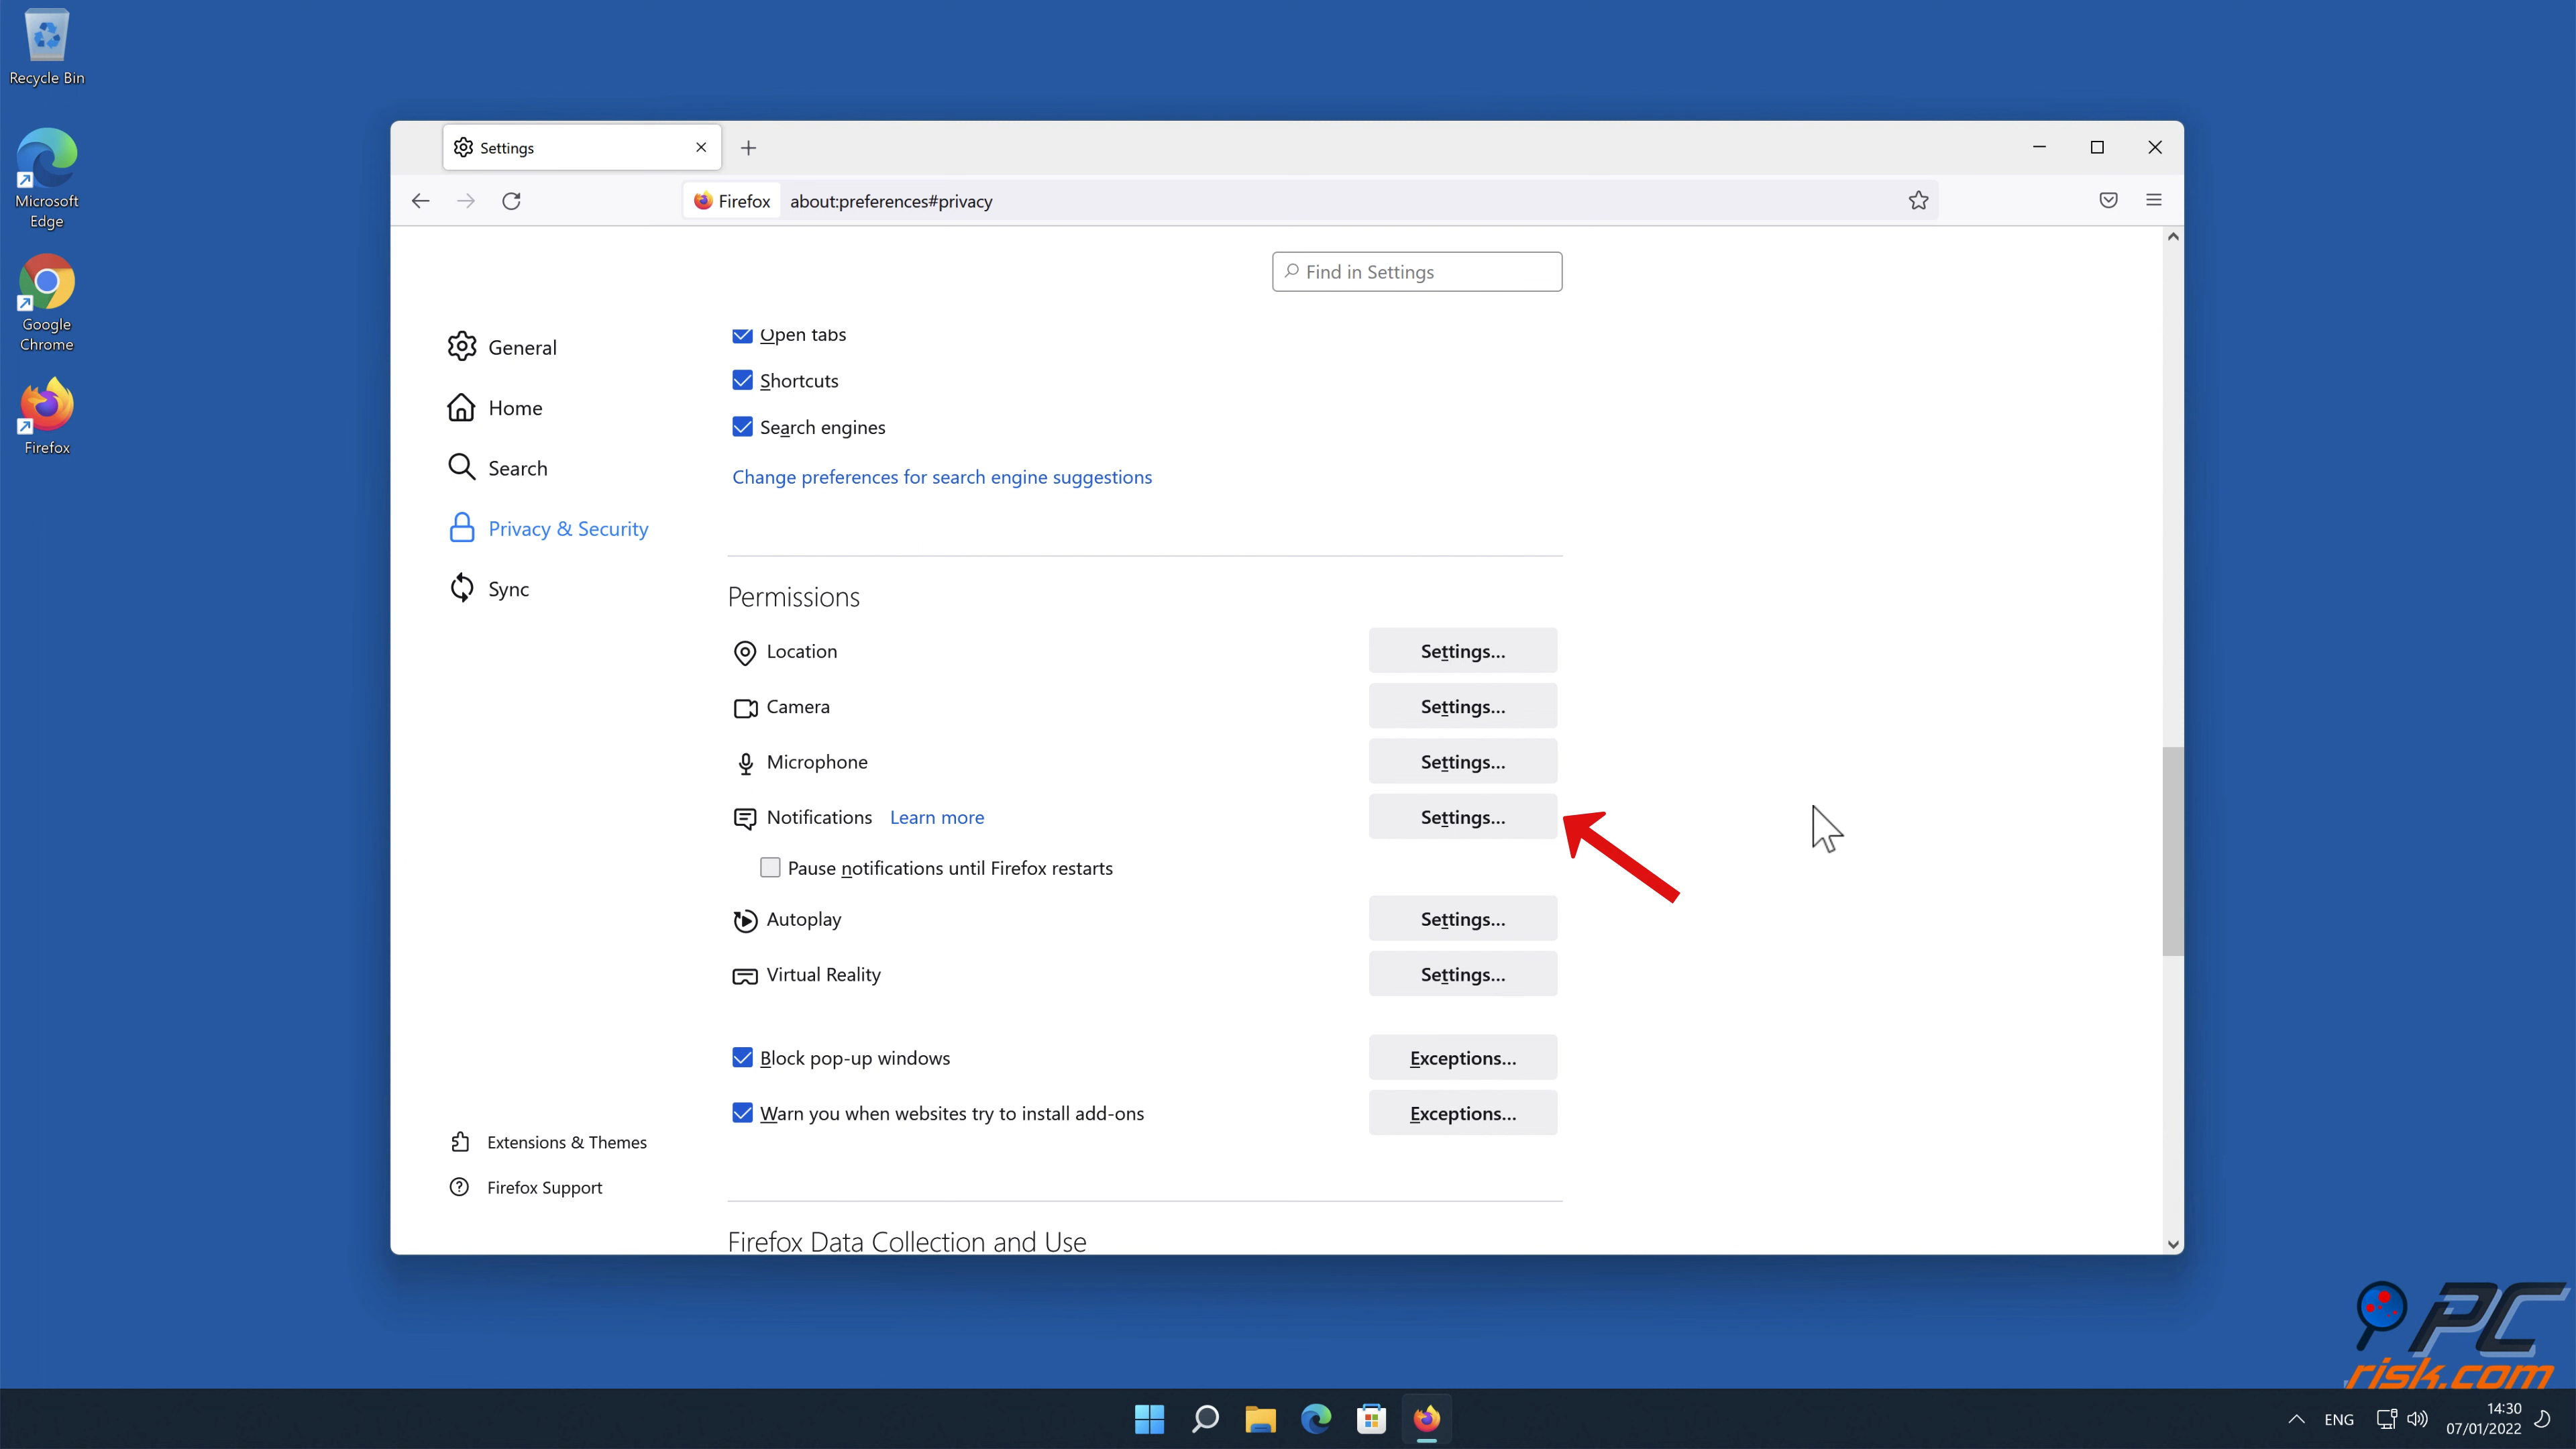 Recycle Bin
Microsoft
Edge
Google
Chrome
Firefox
Settings
Firefox
about:preferences#privacy
Find in Settings
General
Home
Search
Privacy & Security
Sync
Extensions & Themes
Firefox Support
Open tabs
Shortcuts
Search engines
Change preferences for search engine suggestions
Permissions
Location Settings...
Camera Settings...
Microphone Settings...
Notifications Learn more Settings...
Pause notifications until Firefox restarts
Autoplay Settings...
Virtual Reality Settings...
Block pop-up windows Exceptions...
Warn you when websites try to install add-ons Exceptions...
Firefox Data Collection and Use
PC
risk.com
ENG
14:30
07/01/2022